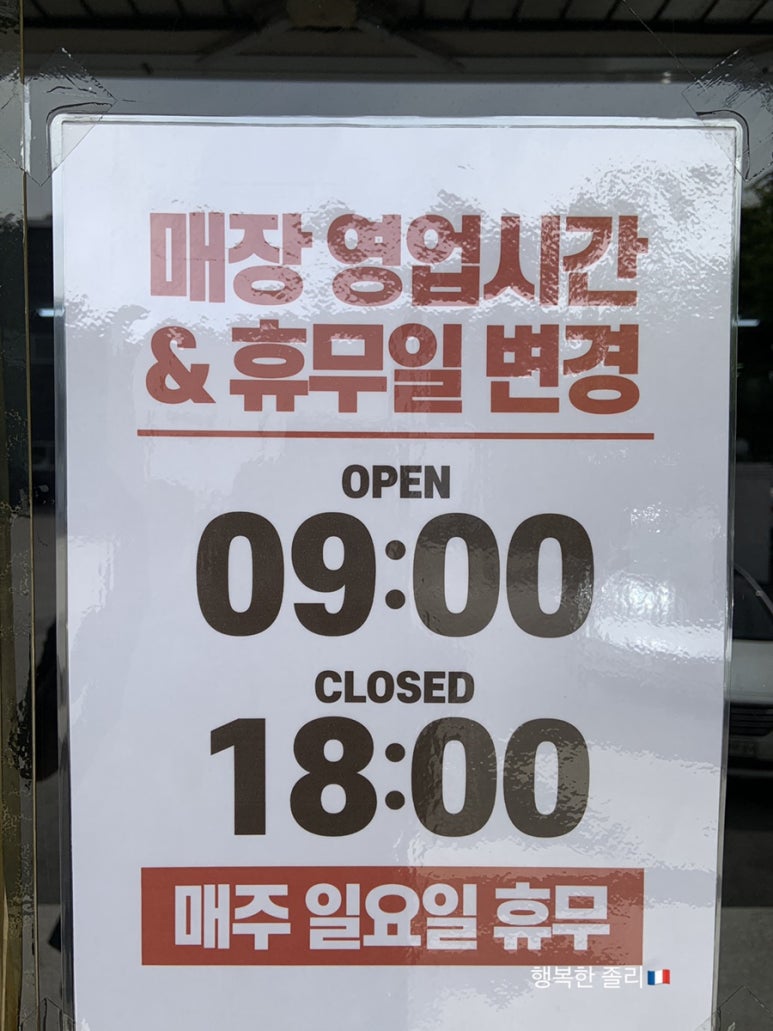 매장 영업시간
& 휴무일 변경
OPEN
09:00
CLOSED
18:00
매주 일요일 휴무
행복한 졸리🇫🇷